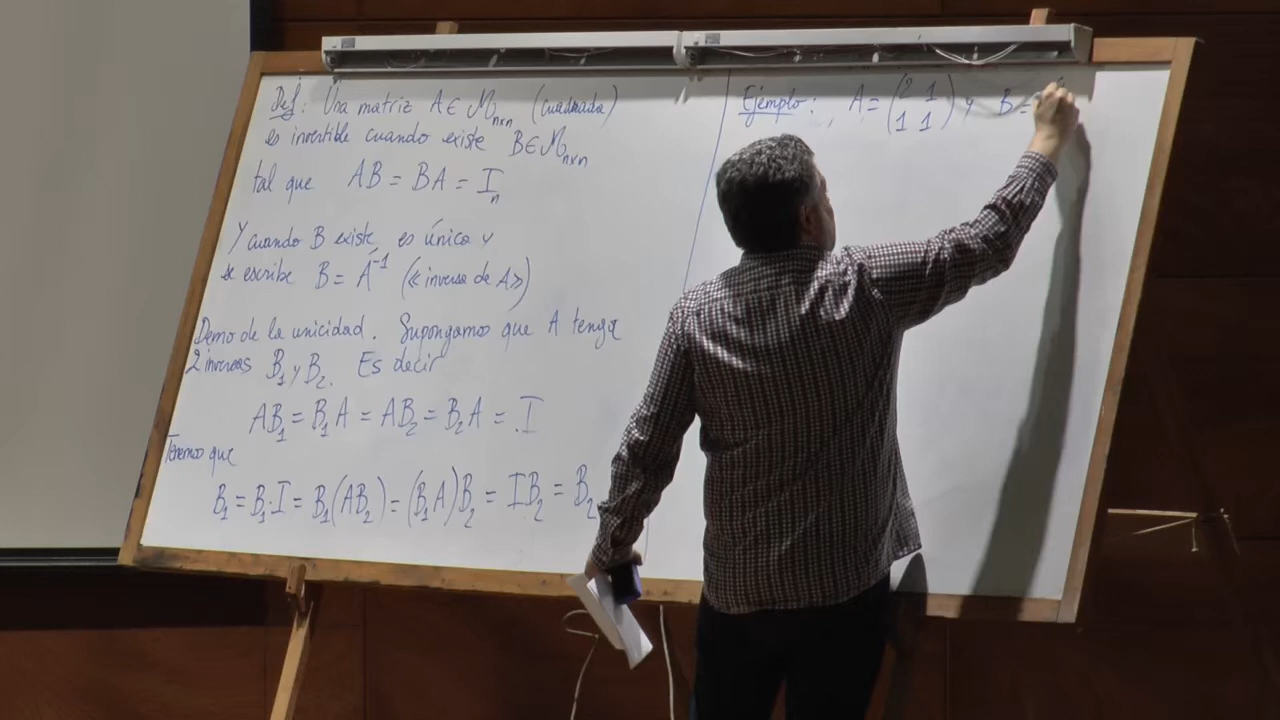 Def: Una matriz A ∈ M_{n×n} (cuadrada)
es invertible cuando existe B ∈ M_{n×n}
tal que AB = BA = I_n
Y cuando B existe, es única y
se escribe B = A^{-1} (« inversa de A »)
Demo de la unicidad. Supongamos que A tenga
2 inversas B_1 y B_2. Es decir
AB_1 = B_1A = AB_2 = B_2A = I
Tenemos que
B_1 = B_1·I = B_1(AB_2) = (B_1A)B_2 = IB_2 = B_2
Ejemplo: A = (2 1
1 1) y B =